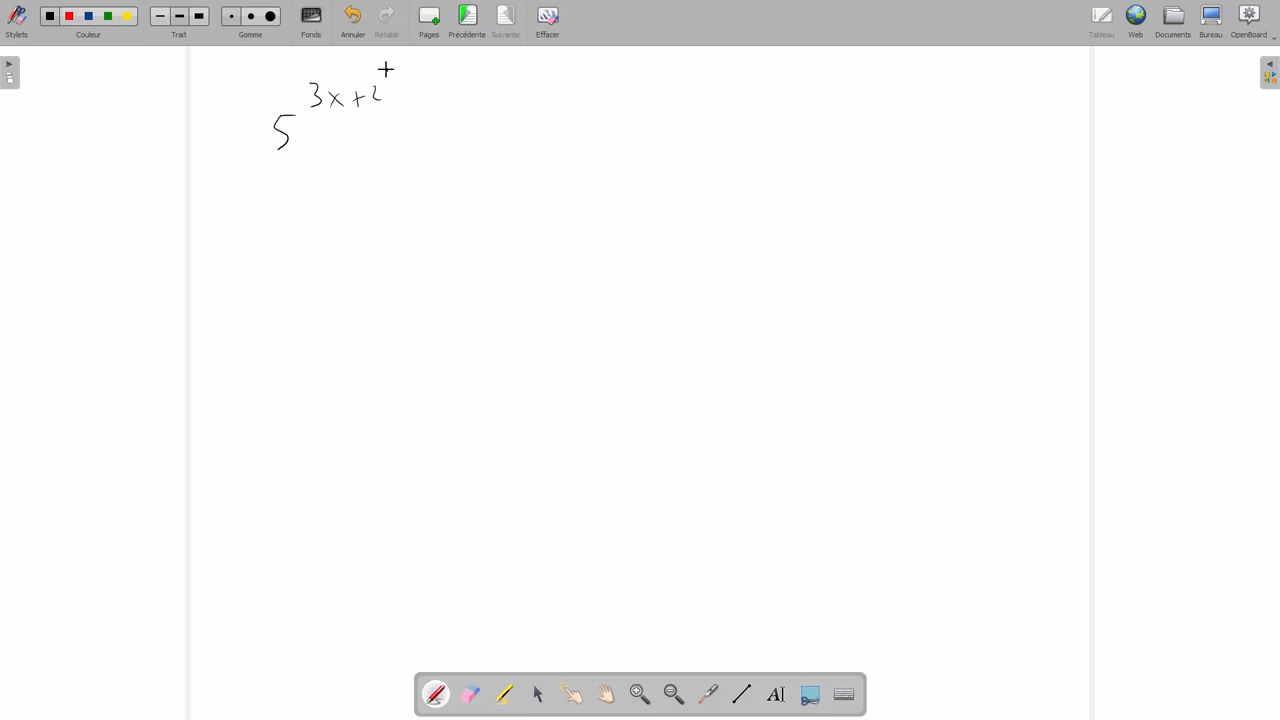 Stylets Couleur Trait Gomme Fonds Annuler Rétablir Pages Précédente Suivante Effacer Tableau Web Documents Bureau OpenBoard
3x+2
5
AI